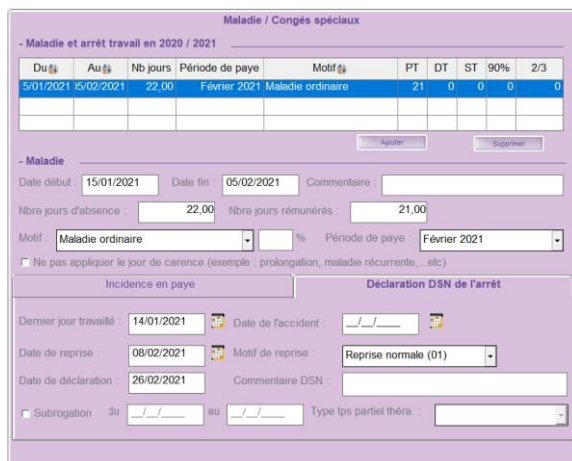 Maladie / Congés spéciaux
- Maladie et arrêt travail en 2020 / 2021
Du Au Nb jours Période de paye Motif PT DT ST 90% 2/3
5/01/2021 05/02/2021 22,00 Février 2021 Maladie ordinaire 21 0 0 0 0
Ajouter Supprimer
- Maladie
Date début : 15/01/2021 Date fin : 05/02/2021 Commentaire :
Nbre jours d'absence : 22,00 Nbre jours rémunérés : 21,00
Motif : Maladie ordinaire % Période de paye : Février 2021
Ne pas appliquer le jour de carence (exemple : prolongation, maladie récurrente,...etc)
Incidence en paye Déclaration DSN de l'arrêt
Dernier jour travaillé : 14/01/2021 Date de l'accident : __/__/____
Date de reprise : 08/02/2021 Motif de reprise : Reprise normale (01)
Date de déclaration : 26/02/2021 Commentaire DSN :
Subrogation du __/__/____ au __/__/____ Type tps partiel théra. :